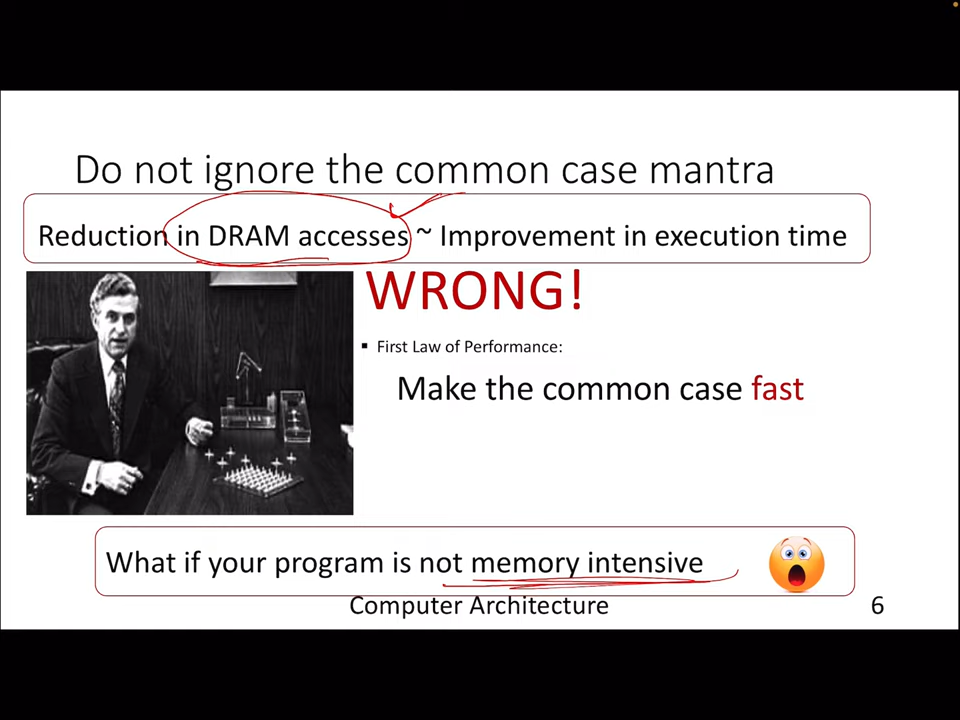 Do not ignore the common case mantra
Reduction in DRAM accesses ~ Improvement in execution time
WRONG!
▪ First Law of Performance:
Make the common case fast
What if your program is not memory intensive
Computer Architecture
6